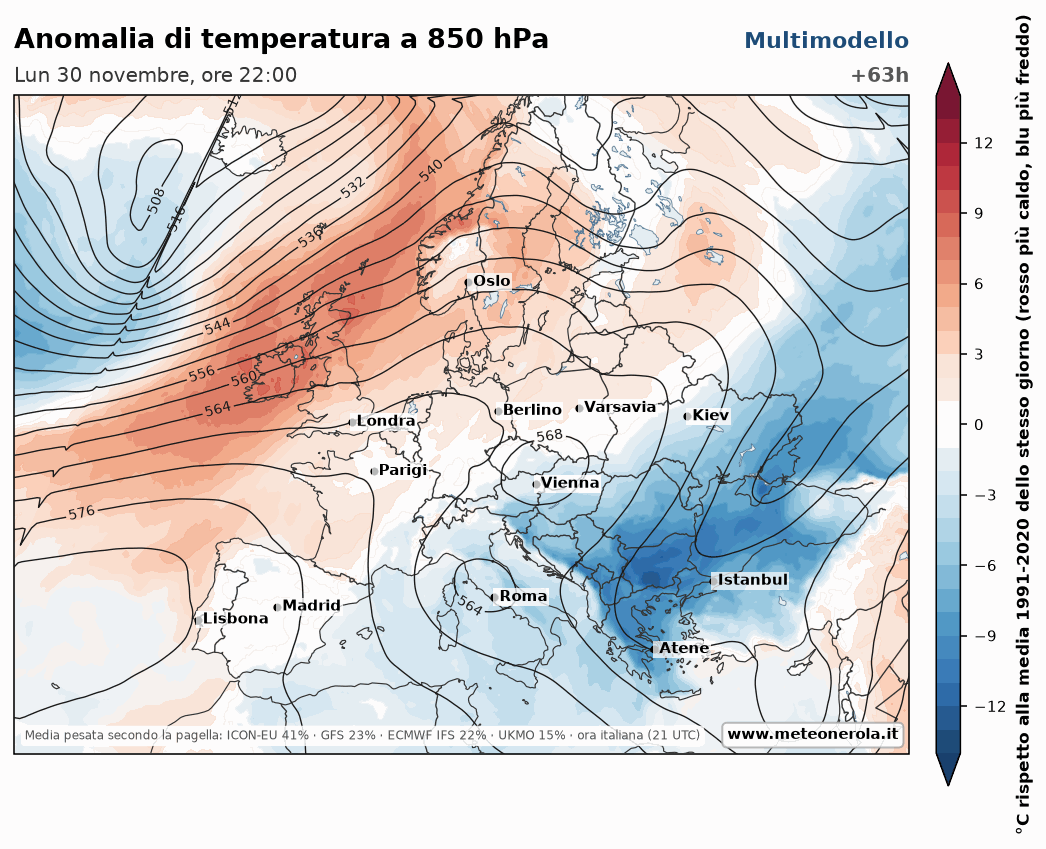 Anomalia di temperatura a 850 hPa
Multimodello
Lun 30 novembre, ore 22:00
+63h
512
508
516
532
540
536
544
556
560
564
576
568
564
Oslo
Londra
Berlino
Varsavia
Kiev
Parigi
Vienna
Madrid
Lisbona
Roma
Istanbul
Atene
12
9
6
3
0
−3
−6
−9
−12
°C rispetto alla media 1991-2020 dello stesso giorno (rosso più caldo, blu più freddo)
Media pesata secondo la pagella: ICON-EU 41% · GFS 23% · ECMWF IFS 22% · UKMO 15% · ora italiana (21 UTC)
www.meteonerola.it